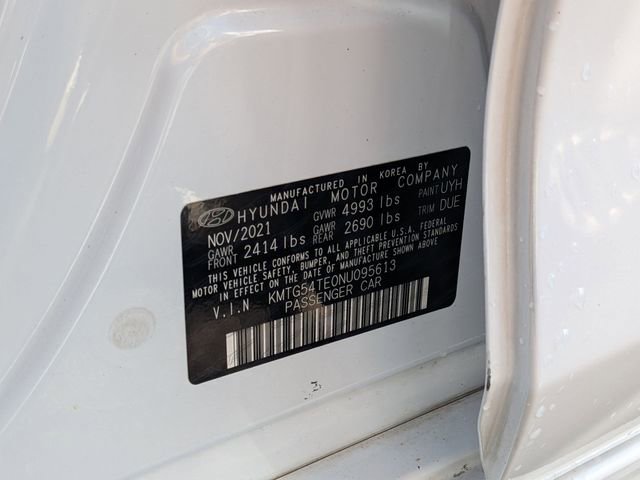 MANUFACTURED IN KOREA BY
HYUNDAI MOTOR COMPANY
NOV/2021 GVWR 4993 lbs PAINT UYH
GAWR FRONT 2414 lbs GAWR REAR 2690 lbs TRIM DUE
THIS VEHICLE CONFORMS TO ALL APPLICABLE U.S.A. FEDERAL
MOTOR VEHICLE SAFETY, BUMPER, AND THEFT PREVENTION STANDARDS
IN EFFECT ON THE DATE OF MANUFACTURE SHOWN ABOVE.
V.I.N KMTG54TE0NU095613
PASSENGER CAR